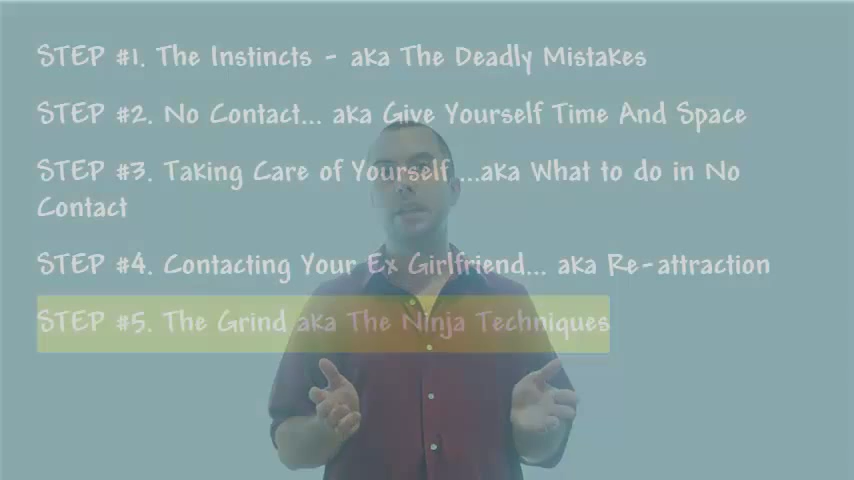 STEP #1. The Instincts - aka The Deadly Mistakes
STEP #2. No Contact... aka Give Yourself Time And Space
STEP #3. Taking Care of Yourself ...aka What to do in No
Contact
STEP #4. Contacting Your Ex Girlfriend... aka Re-attraction
STEP #5. The Grind aka The Ninja Techniques